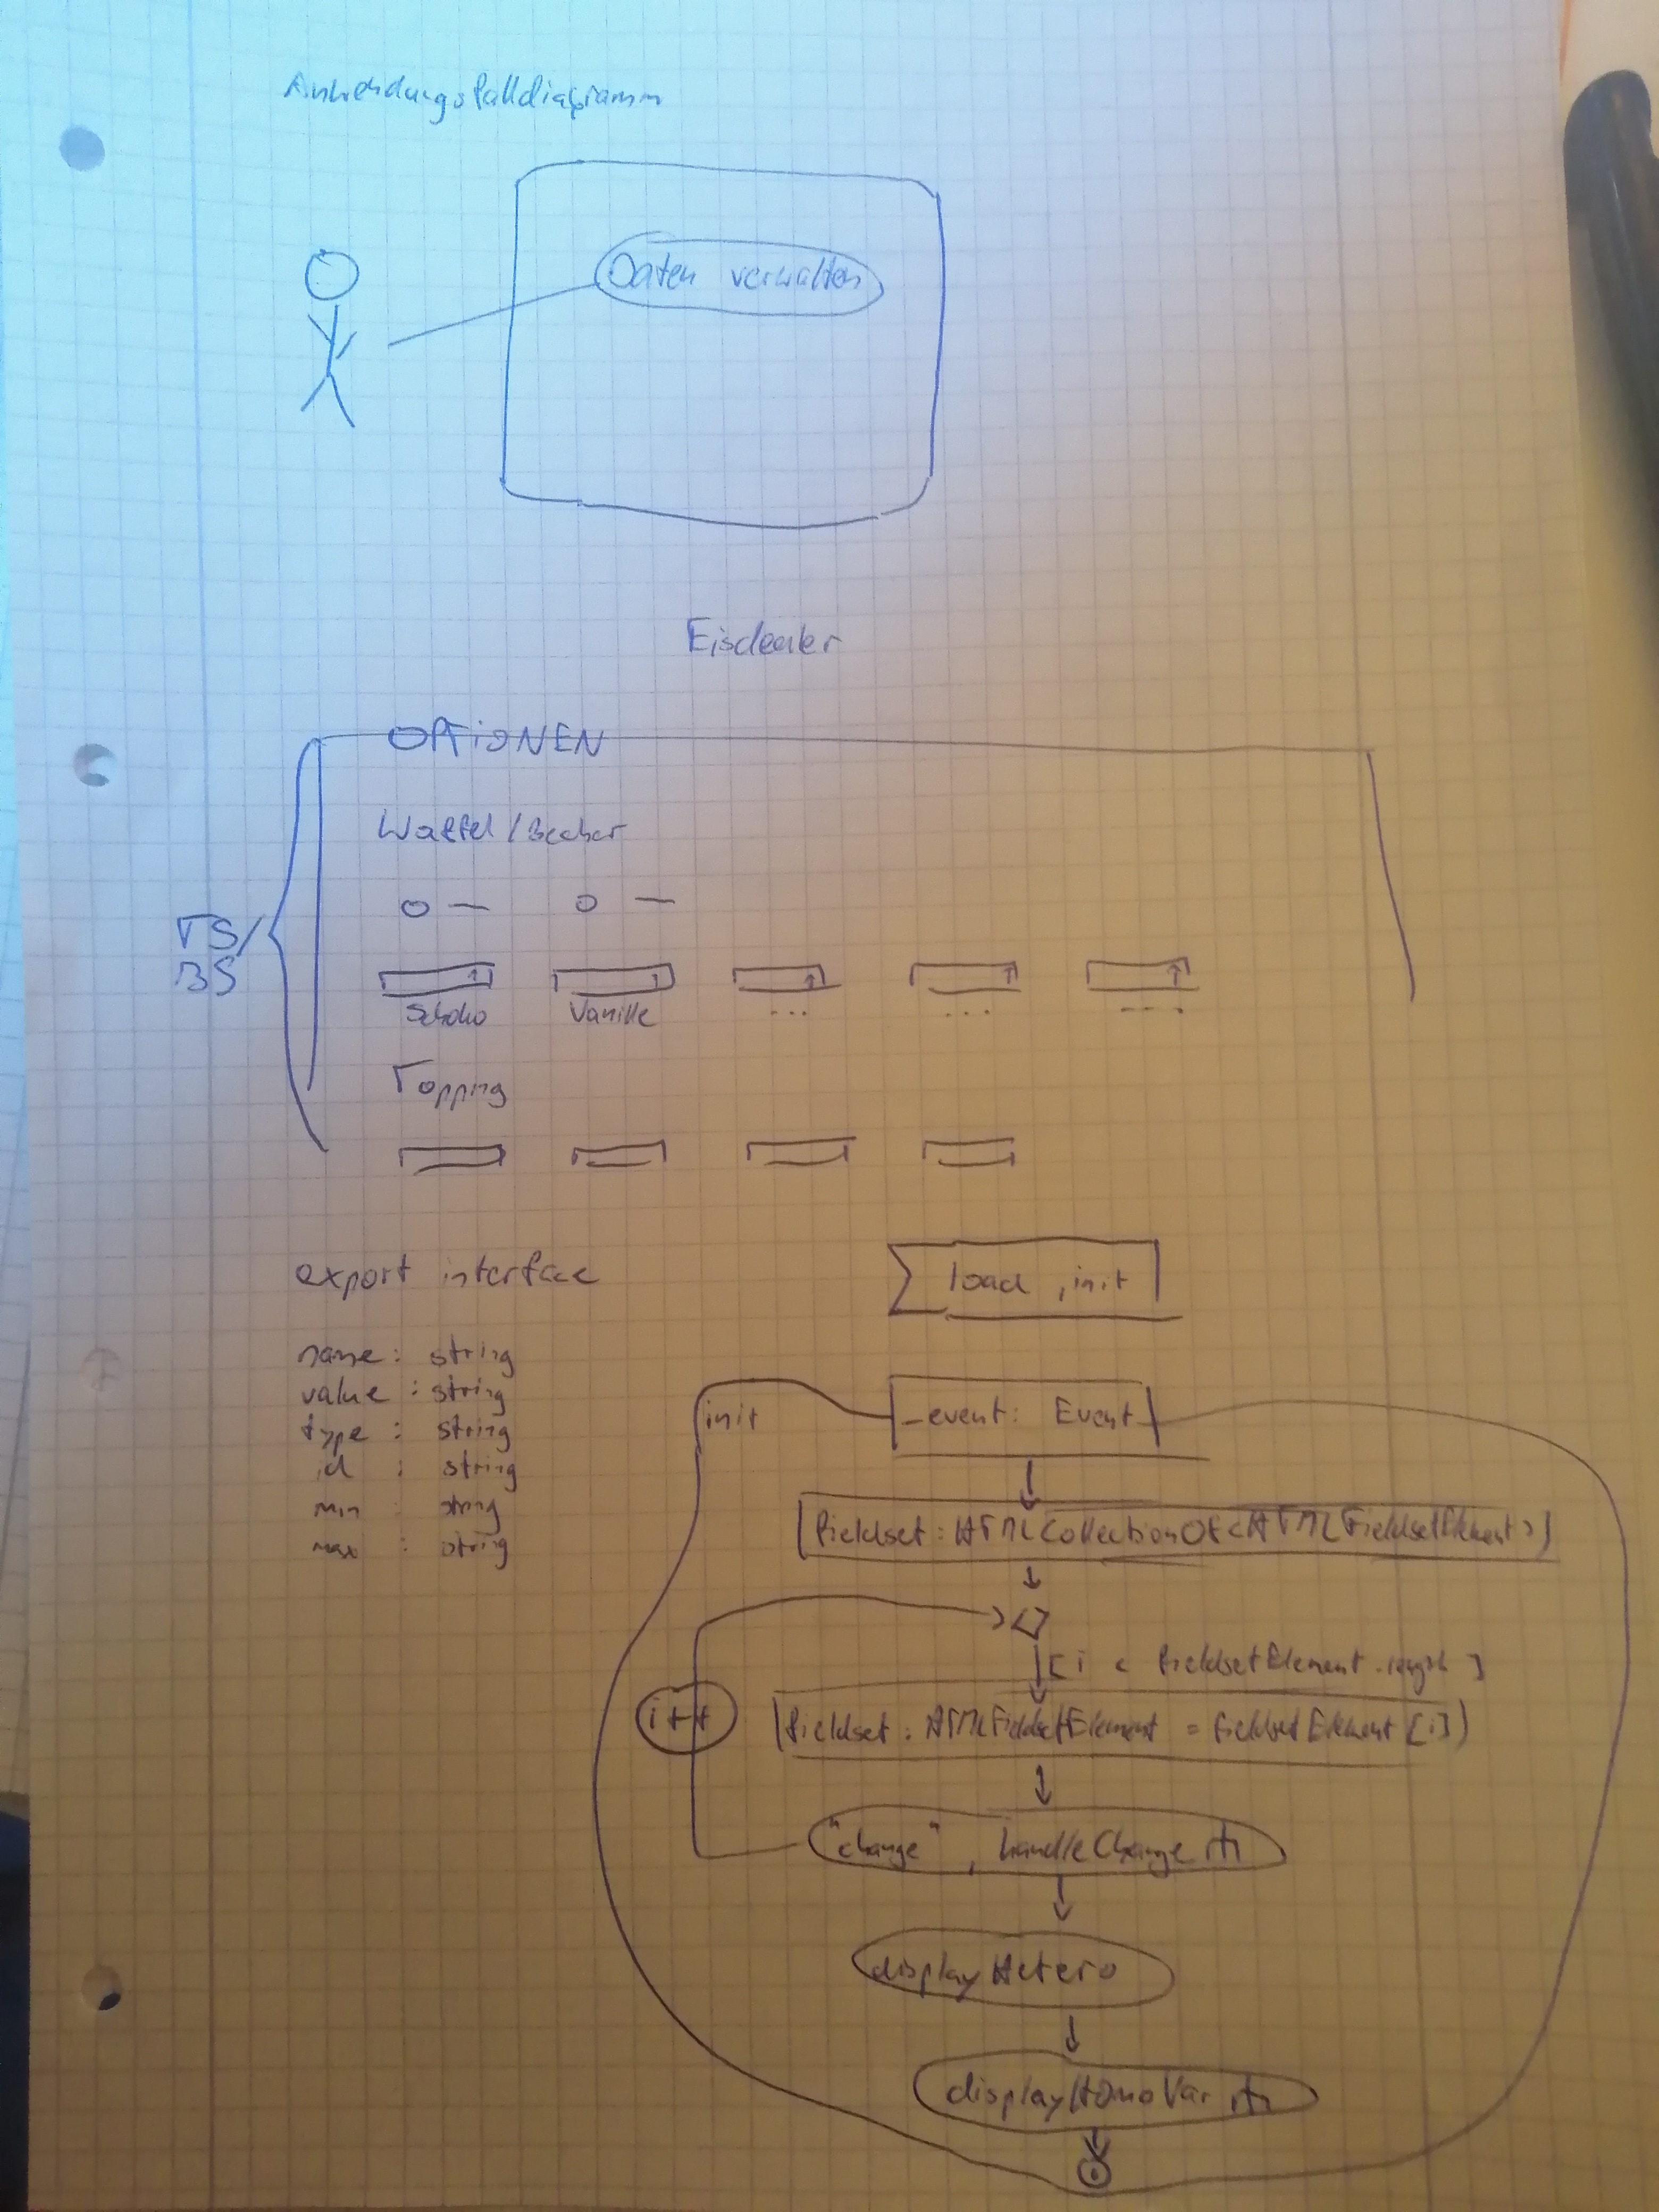 Anwendungsfalldiagramm
Daten verwalten
Eisdealer
OPTIONEN
Waffel / Becher
TS/
BS
Schoko Vanille ... ... ...
Topping
export interface
name : string
value : string
type : string
id : string
min : string
max : string
load , init
init
_event : Event
fieldset : HTMLCollectionOf<HTMLFieldsetElement>
[ i < fieldsetElement.length ]
i++
fieldset : HTMLFieldsetElement = fieldsetElement [i]
"change" , handleChange
displayHetero
displayHomoVar